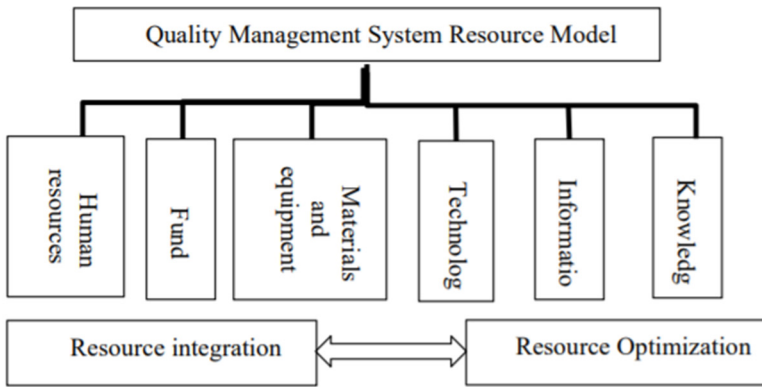 Quality Management System Resource Model
Human
resources
Fund
Materials
and
equipment
Technolog
Informatio
Knowledg
Resource integration
Resource Optimization